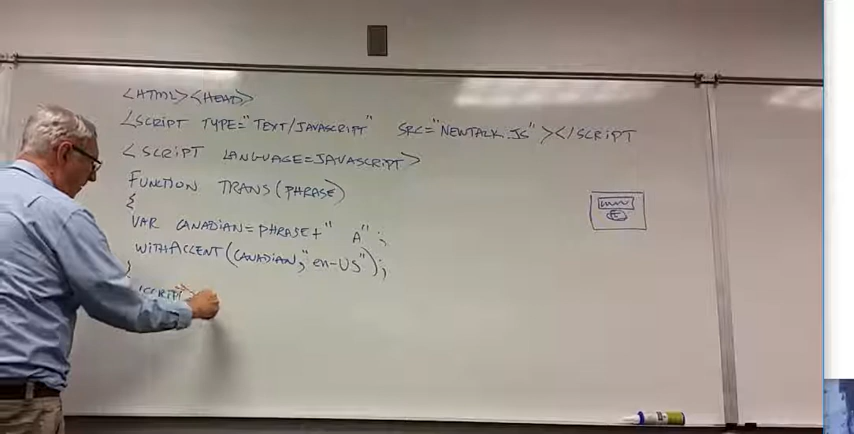 <HTML><HEAD>
<SCRIPT TYPE="TEXT/JAVASCRIPT" SRC="NEWTALK.JS"></SCRIPT
<SCRIPT LANGUAGE=JAVASCRIPT>
FUNCTION TRANS(PHRASE)
{
VAR CANADIAN=PHRASE+" A";
WITHACCENT(CANADIAN,"en-US");
}
SCRIPT>